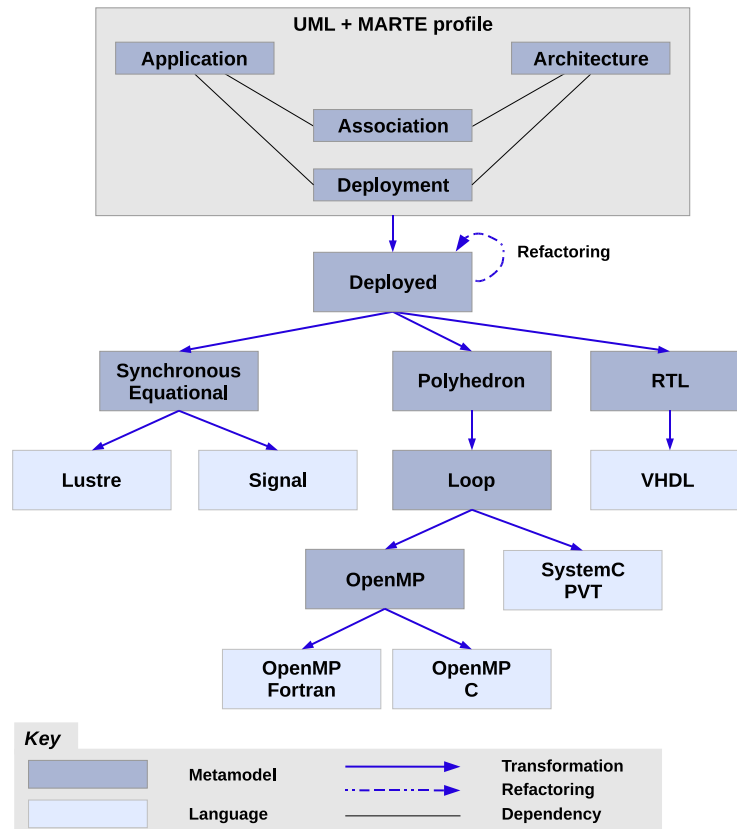 UML + MARTE profile
Application
Architecture
Association
Deployment
Deployed
Refactoring
Synchronous
Equational
Polyhedron
RTL
Lustre
Signal
Loop
VHDL
OpenMP
SystemC
PVT
OpenMP
Fortran
OpenMP
C
Key
Metamodel
Transformation
Refactoring
Language
Dependency